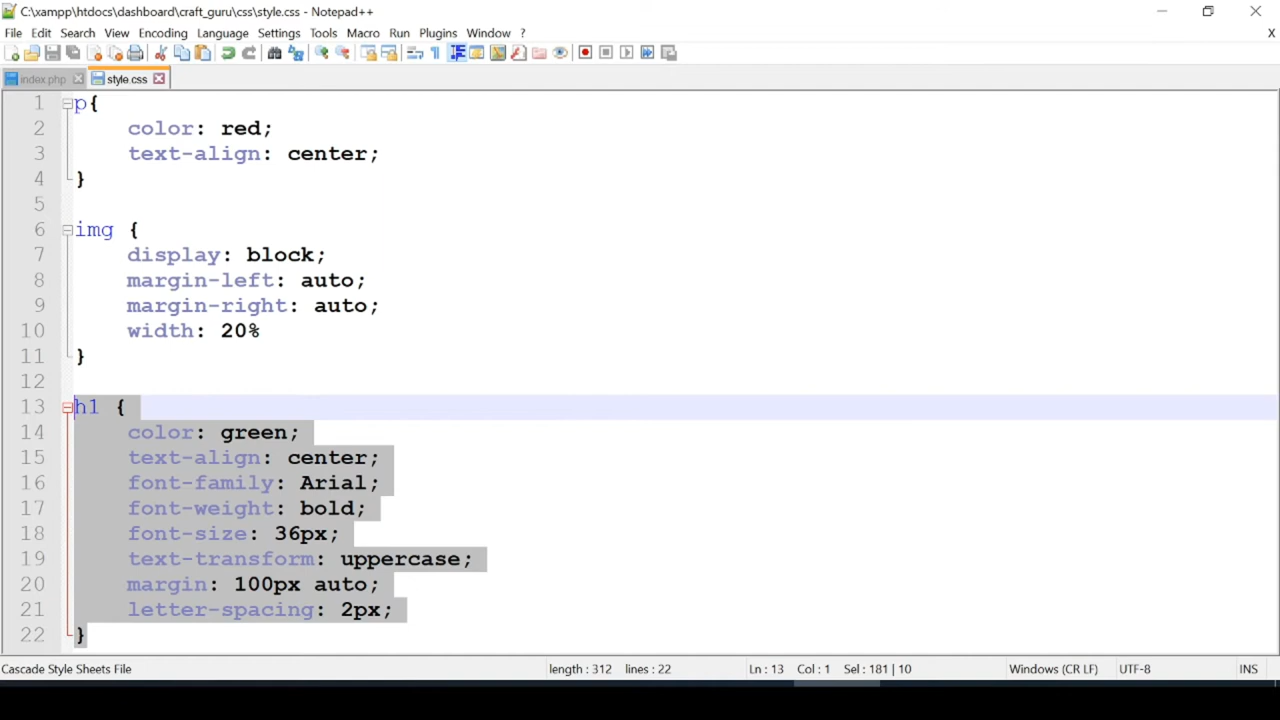 C:\xampp\htdocs\dashboard\craft_guru\css\style.css - Notepad++
File Edit Search View Encoding Language Settings Tools Macro Run Plugins Window ? X
index.php style.css
1 p{
2 color: red;
3 text-align: center;
4 }
5
6 img {
7 display: block;
8 margin-left: auto;
9 margin-right: auto;
10 width: 20%
11 }
12
13 h1 {
14 color: green;
15 text-align: center;
16 font-family: Arial;
17 font-weight: bold;
18 font-size: 36px;
19 text-transform: uppercase;
20 margin: 100px auto;
21 letter-spacing: 2px;
22 }
Cascade Style Sheets File length : 312 lines : 22 Ln : 13 Col : 1 Sel : 181 | 10 Windows (CR LF) UTF-8 INS